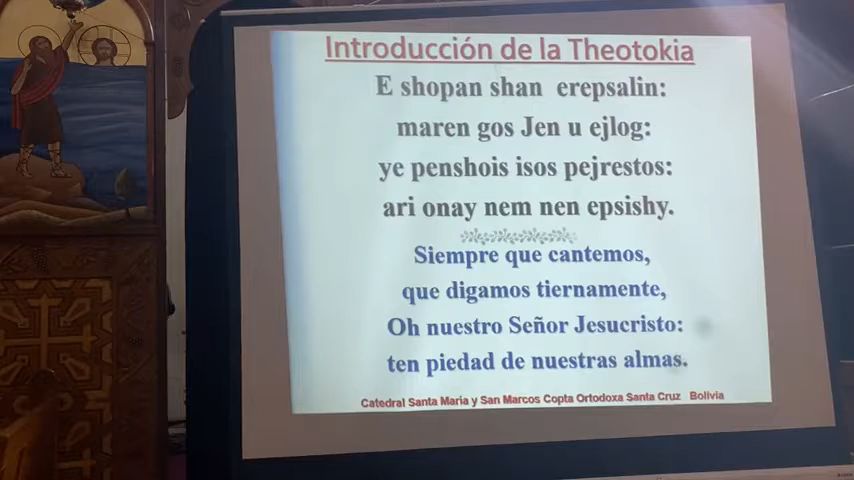 Introducción de la Theotokia
E shopan shan erepsalin:
maren gos Jen u ejlog:
ye penshois isos pejrestos:
ari onay nem nen epsishy.
Siempre que cantemos,
que digamos tiernamente,
Oh nuestro Señor Jesucristo:
ten piedad de nuestras almas.
Catedral Santa Maria y San Marcos Copta Ortodoxa Santa Cruz Bolivia